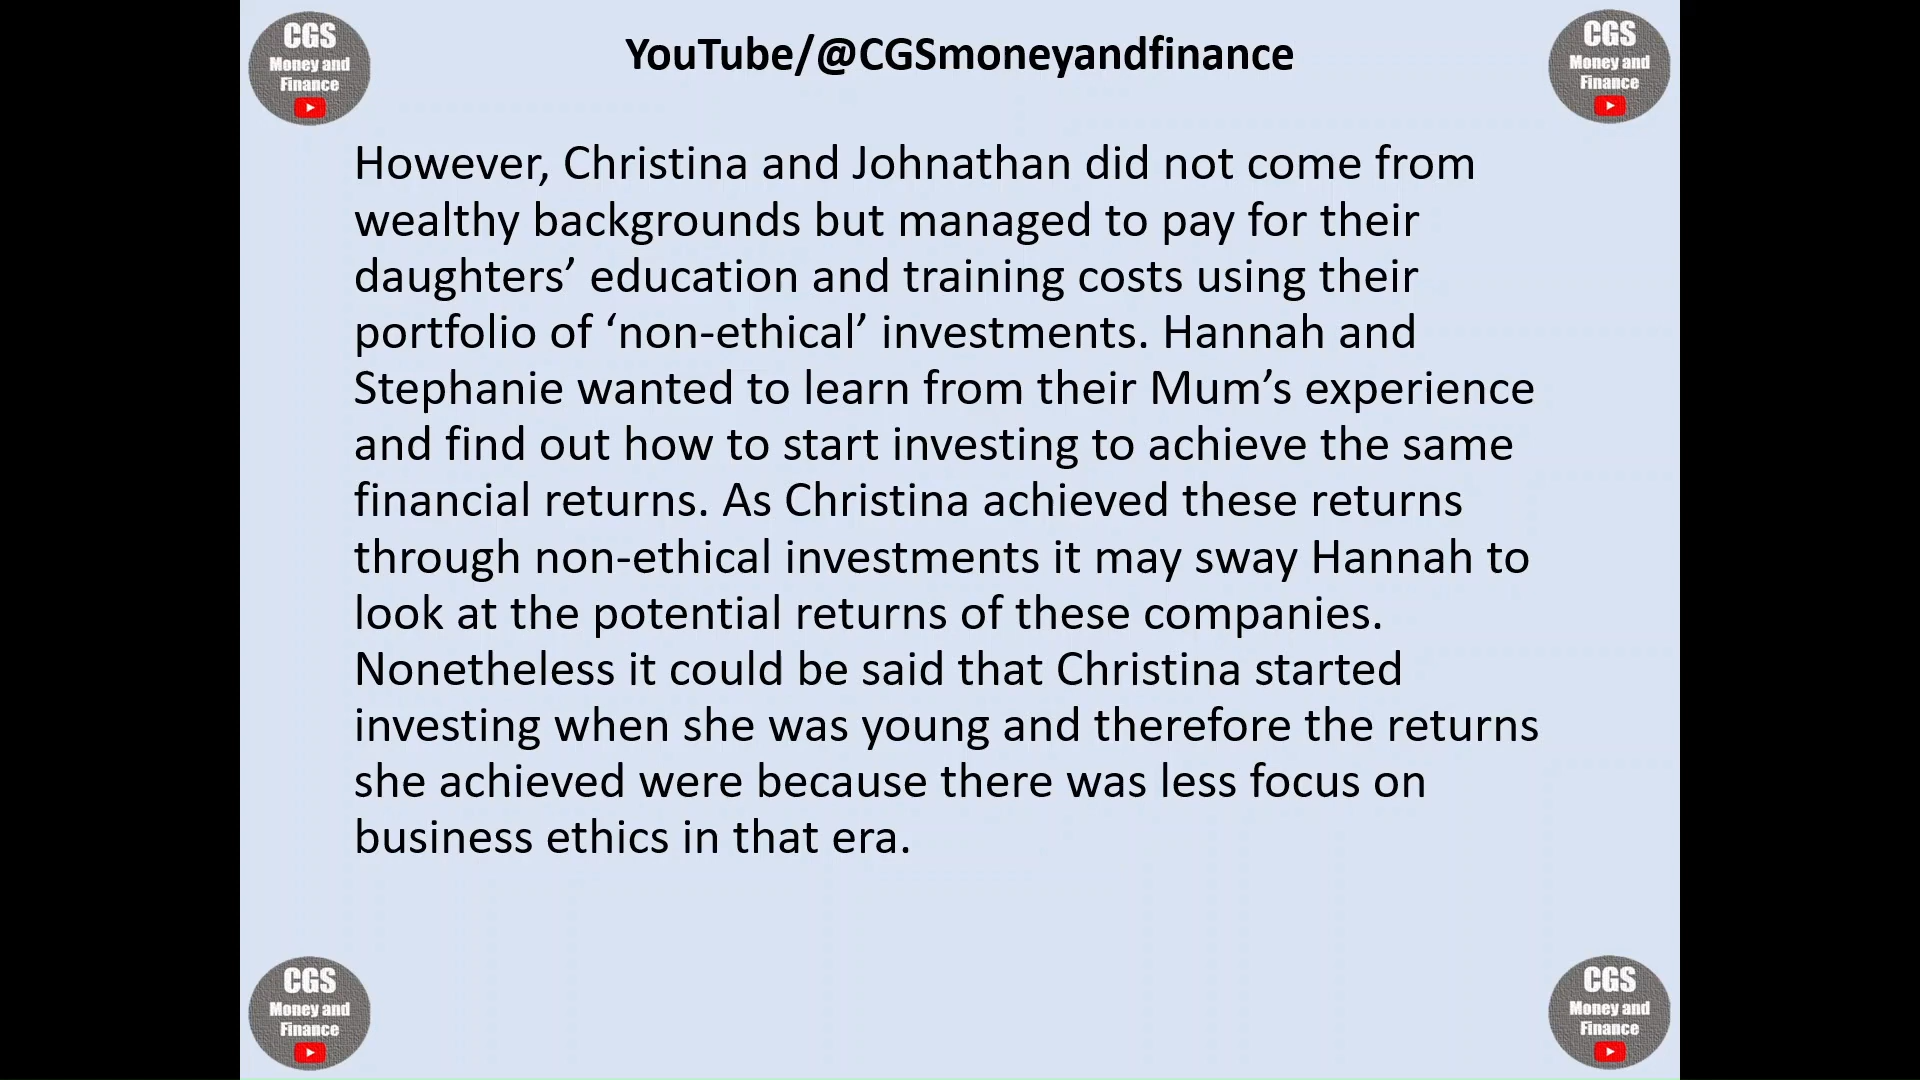 CGS
Money and
Finance
YouTube/@CGSmoneyandfinance
CGS
Money and
Finance
However, Christina and Johnathan did not come from
wealthy backgrounds but managed to pay for their
daughters’ education and training costs using their
portfolio of ‘non-ethical’ investments. Hannah and
Stephanie wanted to learn from their Mum’s experience
and find out how to start investing to achieve the same
financial returns. As Christina achieved these returns
through non-ethical investments it may sway Hannah to
look at the potential returns of these companies.
Nonetheless it could be said that Christina started
investing when she was young and therefore the returns
she achieved were because there was less focus on
business ethics in that era.
CGS
Money and
Finance
CGS
Money and
Finance